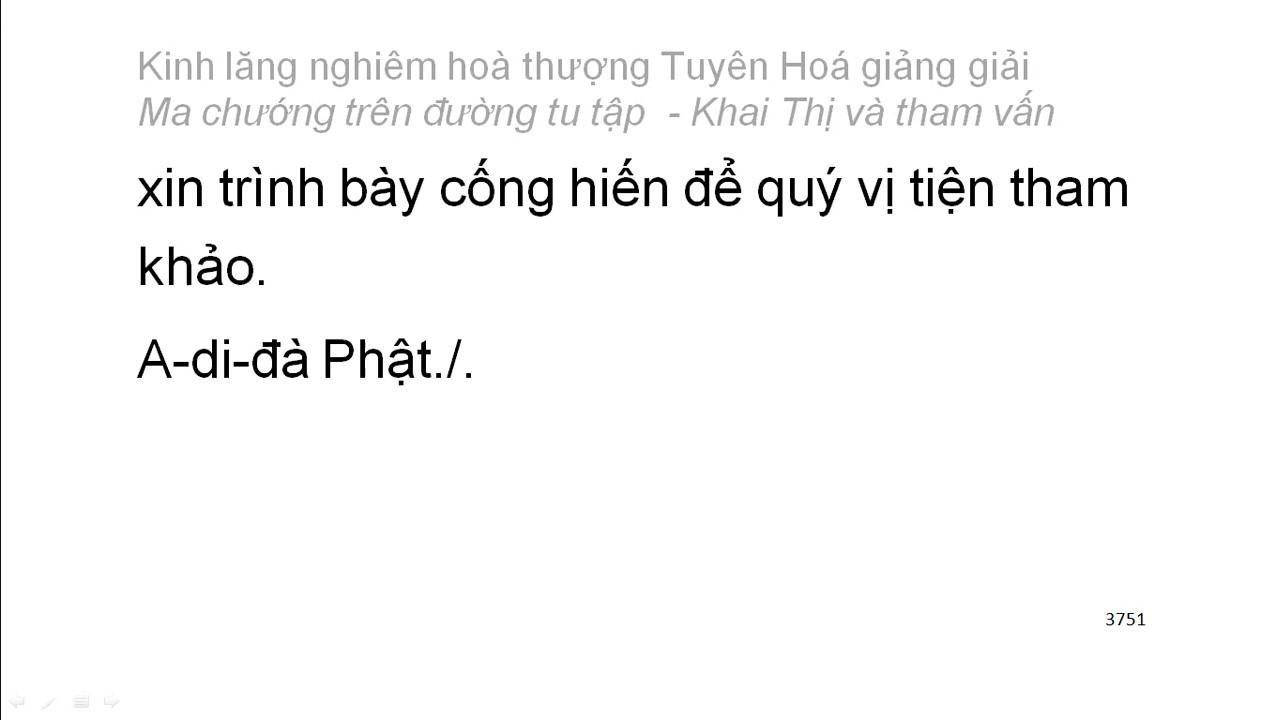 Kinh lăng nghiêm hoà thượng Tuyên Hoá giảng giải
Ma chướng trên đường tu tập - Khai Thị và tham vấn
xin trình bày cống hiến để quý vị tiện tham
khảo.
A-di-đà Phật./.
3751